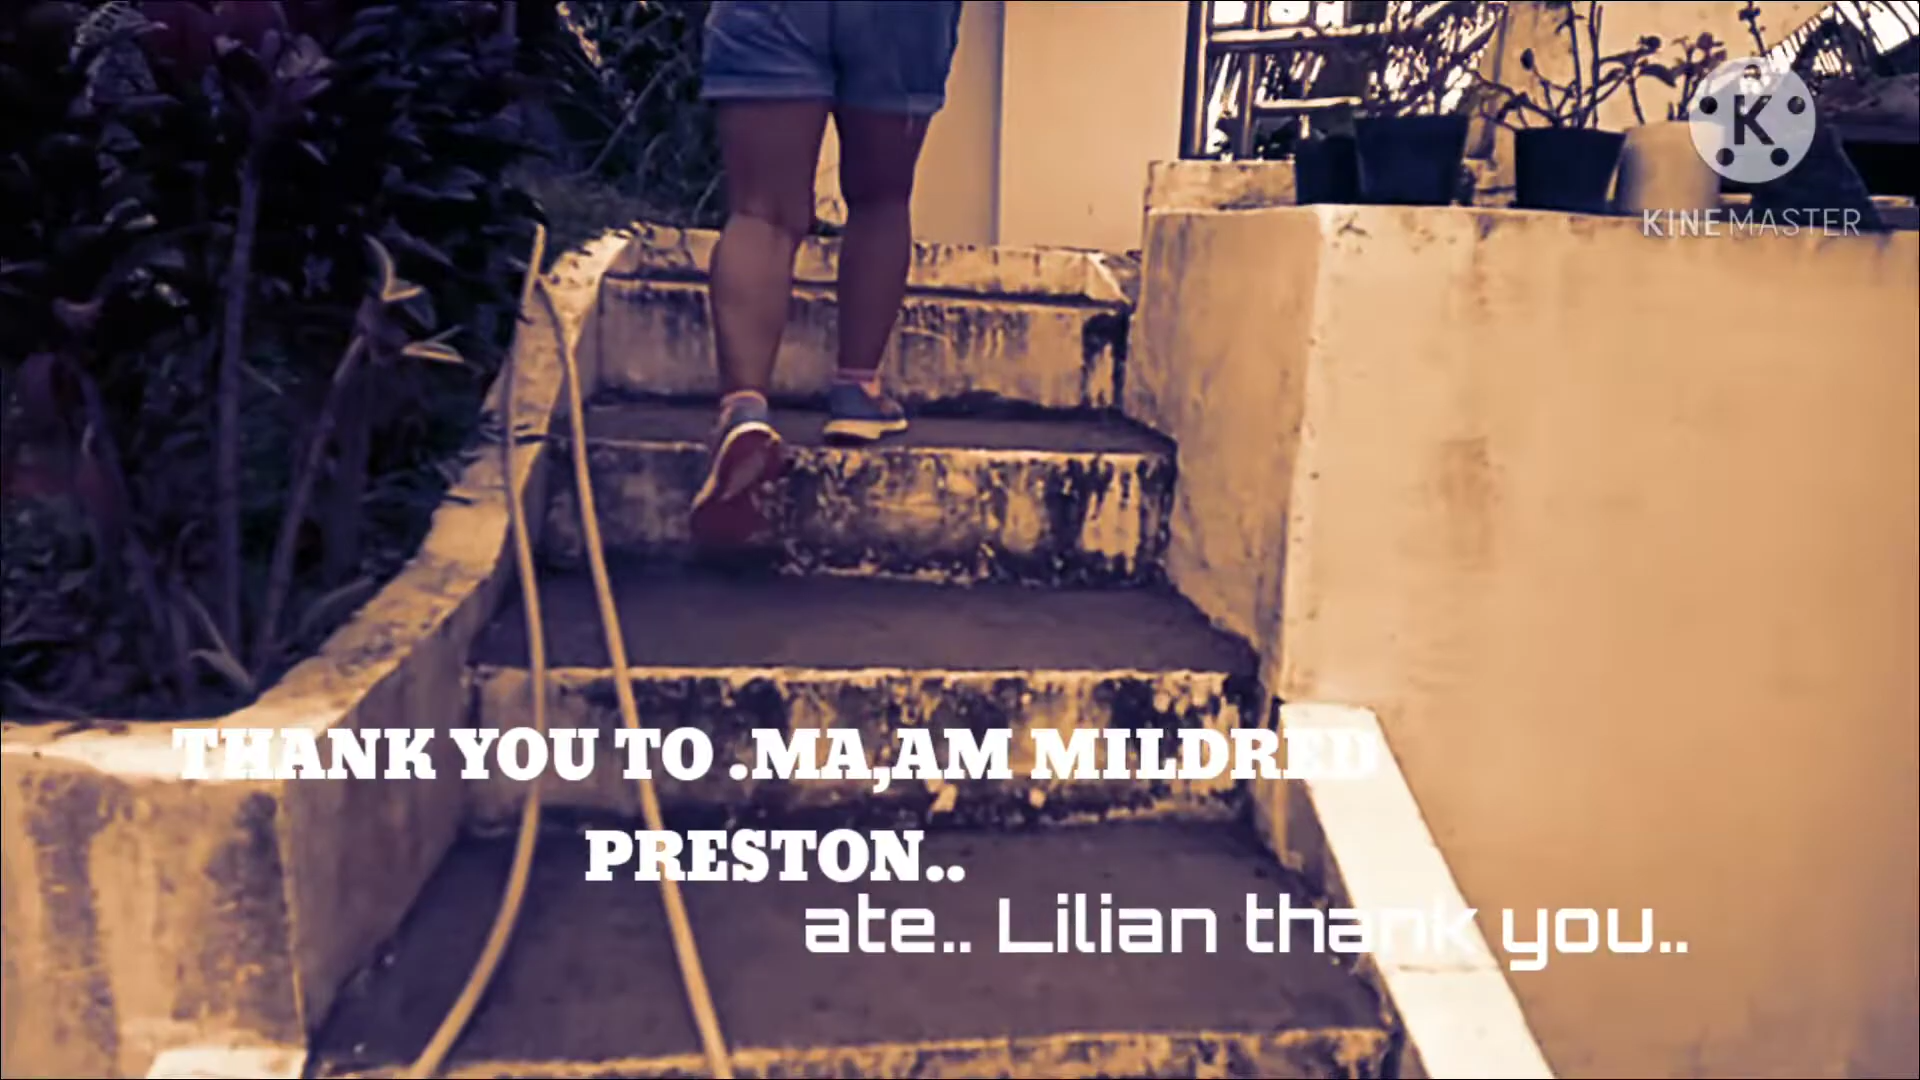 K
KINEMASTER
THANK YOU TO .MA,AM MILDRED
PRESTON..
ate.. Lilian thank you..